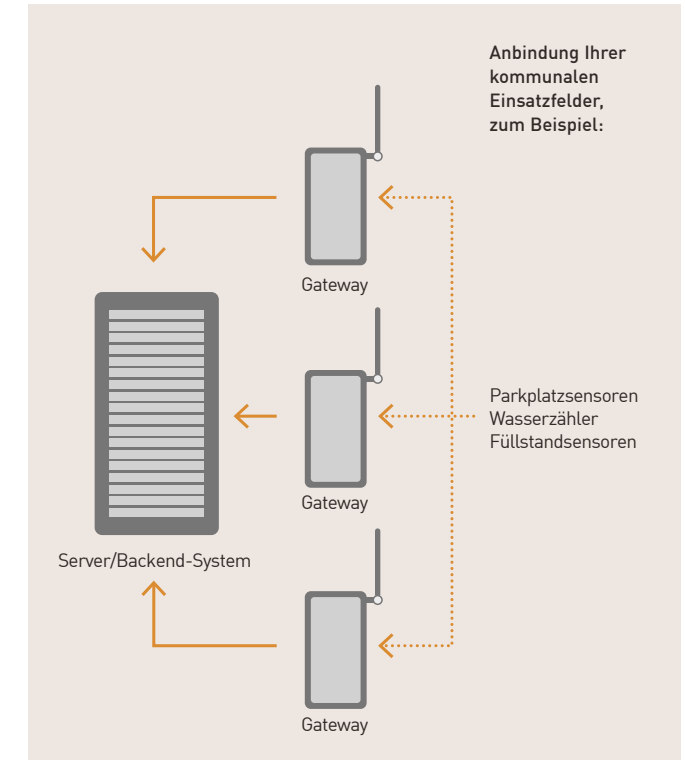 Anbindung Ihrer
kommunalen
Einsatzfelder,
zum Beispiel:
Gateway
Parkplatzsensoren
Wasserzähler
Füllstandsensoren
Gateway
Server/Backend-System
Gateway